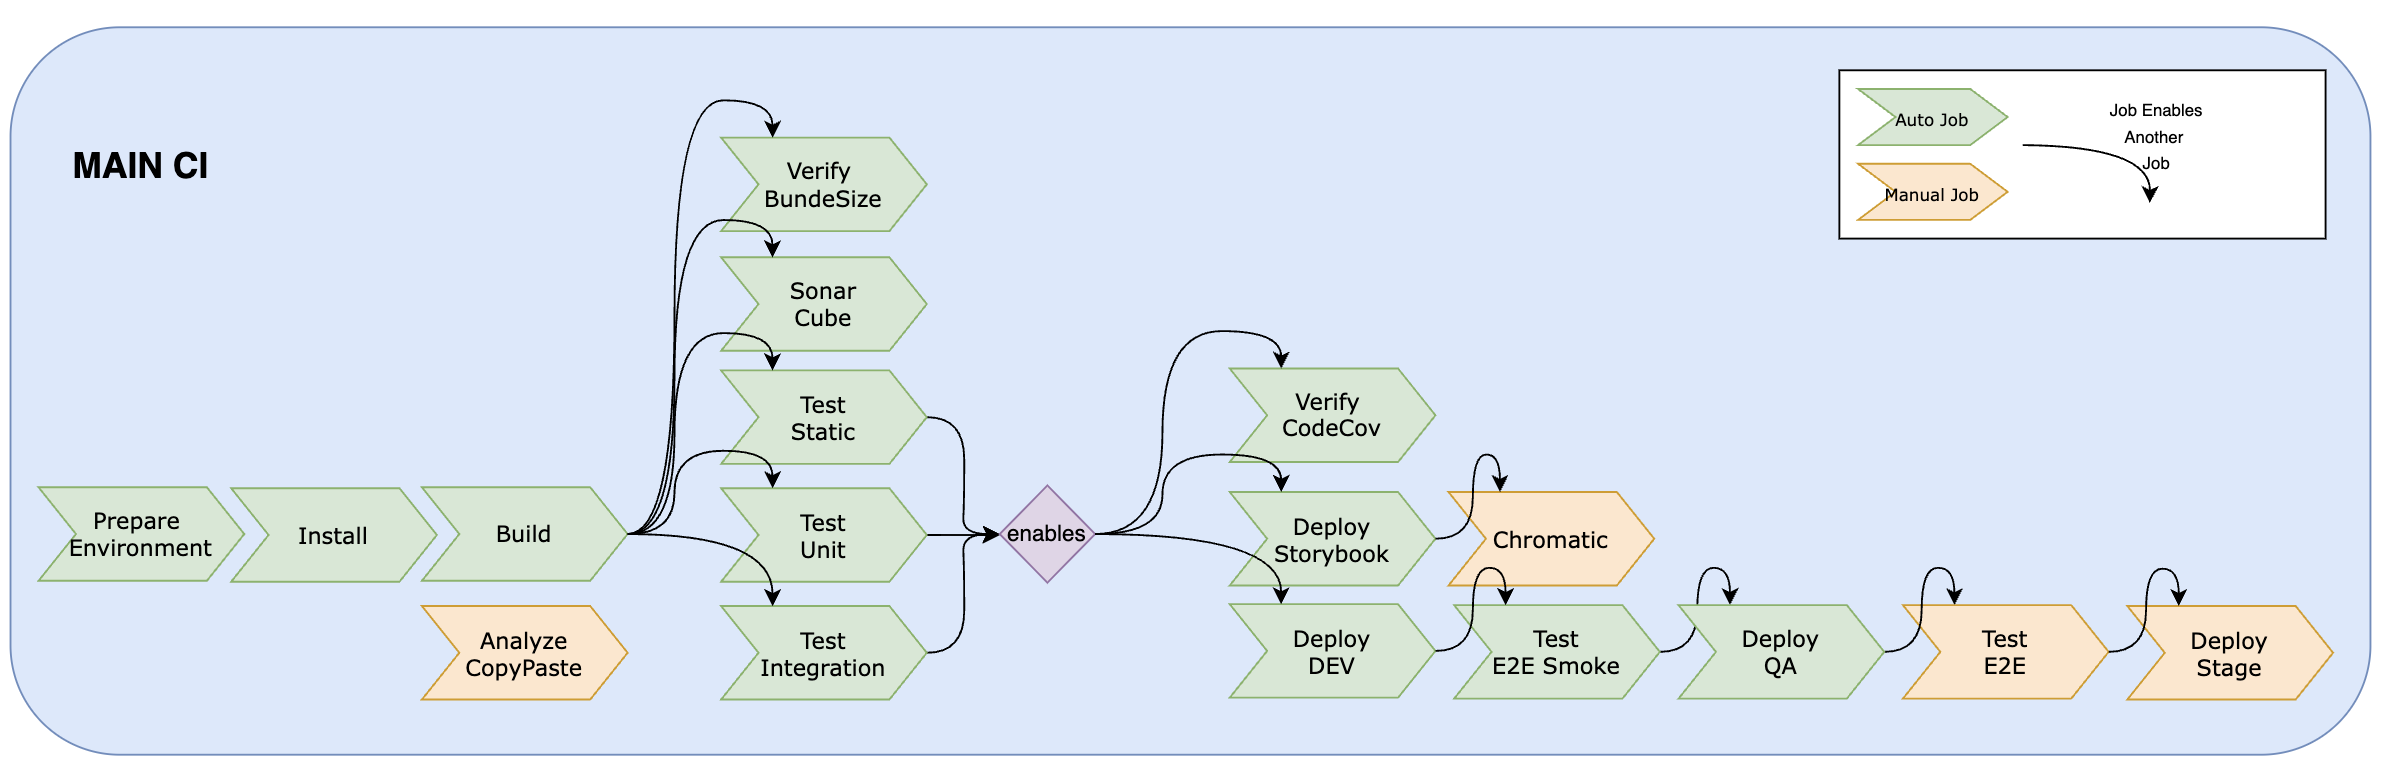 MAIN CI
Auto Job
Manual Job
Job Enables
Another
Job
Prepare
Environment
Install
Build
Analyze
CopyPaste
Verify
BundeSize
Sonar
Cube
Test
Static
Test
Unit
Test
Integration
enables
Verify
CodeCov
Deploy
Storybook
Chromatic
Deploy
DEV
Test
E2E Smoke
Deploy
QA
Test
E2E
Deploy
Stage